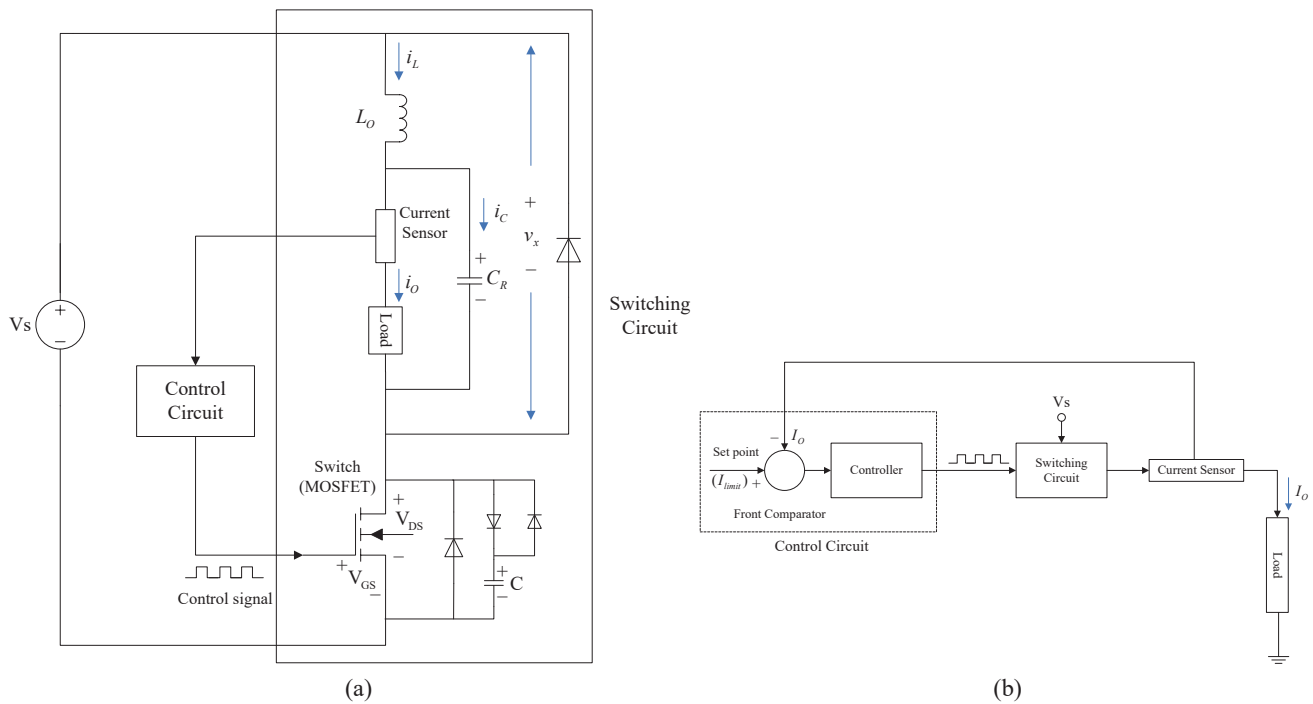 i_L
L_O
Current
Sensor
i_C
+
v_x
−
+
C_R
−
i_O
Load
Vs
+
−
Control
Circuit
Switching
Circuit
Switch
(MOSFET)
+
V_DS
−
+
V_GS
−
+
C
−
Control signal
(a)
Vs
− I_O
Set point
(I_limit) +
Controller
Switching
Circuit
Current Sensor
I_O
Front Comparator
Control Circuit
Load
(b)